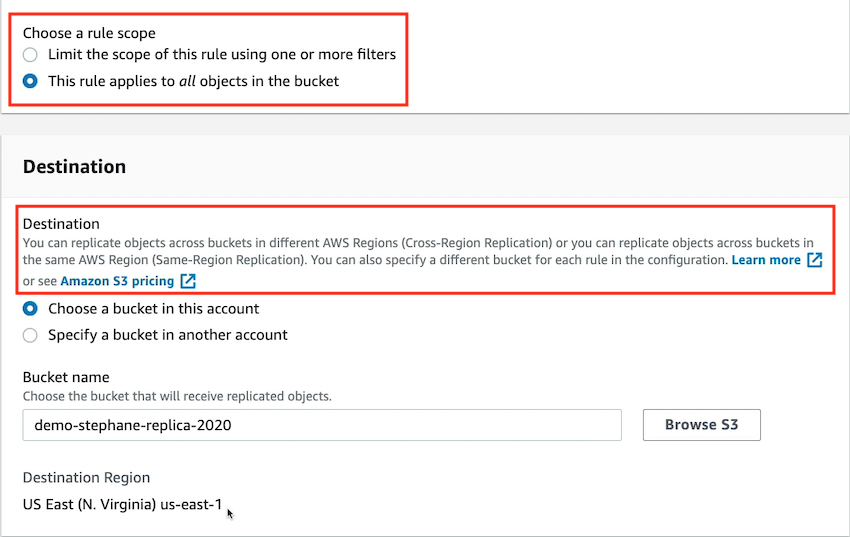 Choose a rule scope
Limit the scope of this rule using one or more filters
This rule applies to all objects in the bucket
Destination
Destination
You can replicate objects across buckets in different AWS Regions (Cross-Region Replication) or you can replicate objects across buckets in
the same AWS Region (Same-Region Replication). You can also specify a different bucket for each rule in the configuration. Learn more
or see Amazon S3 pricing
Choose a bucket in this account
Specify a bucket in another account
Bucket name
Choose the bucket that will receive replicated objects.
demo-stephane-replica-2020
Browse S3
Destination Region
US East (N. Virginia) us-east-1